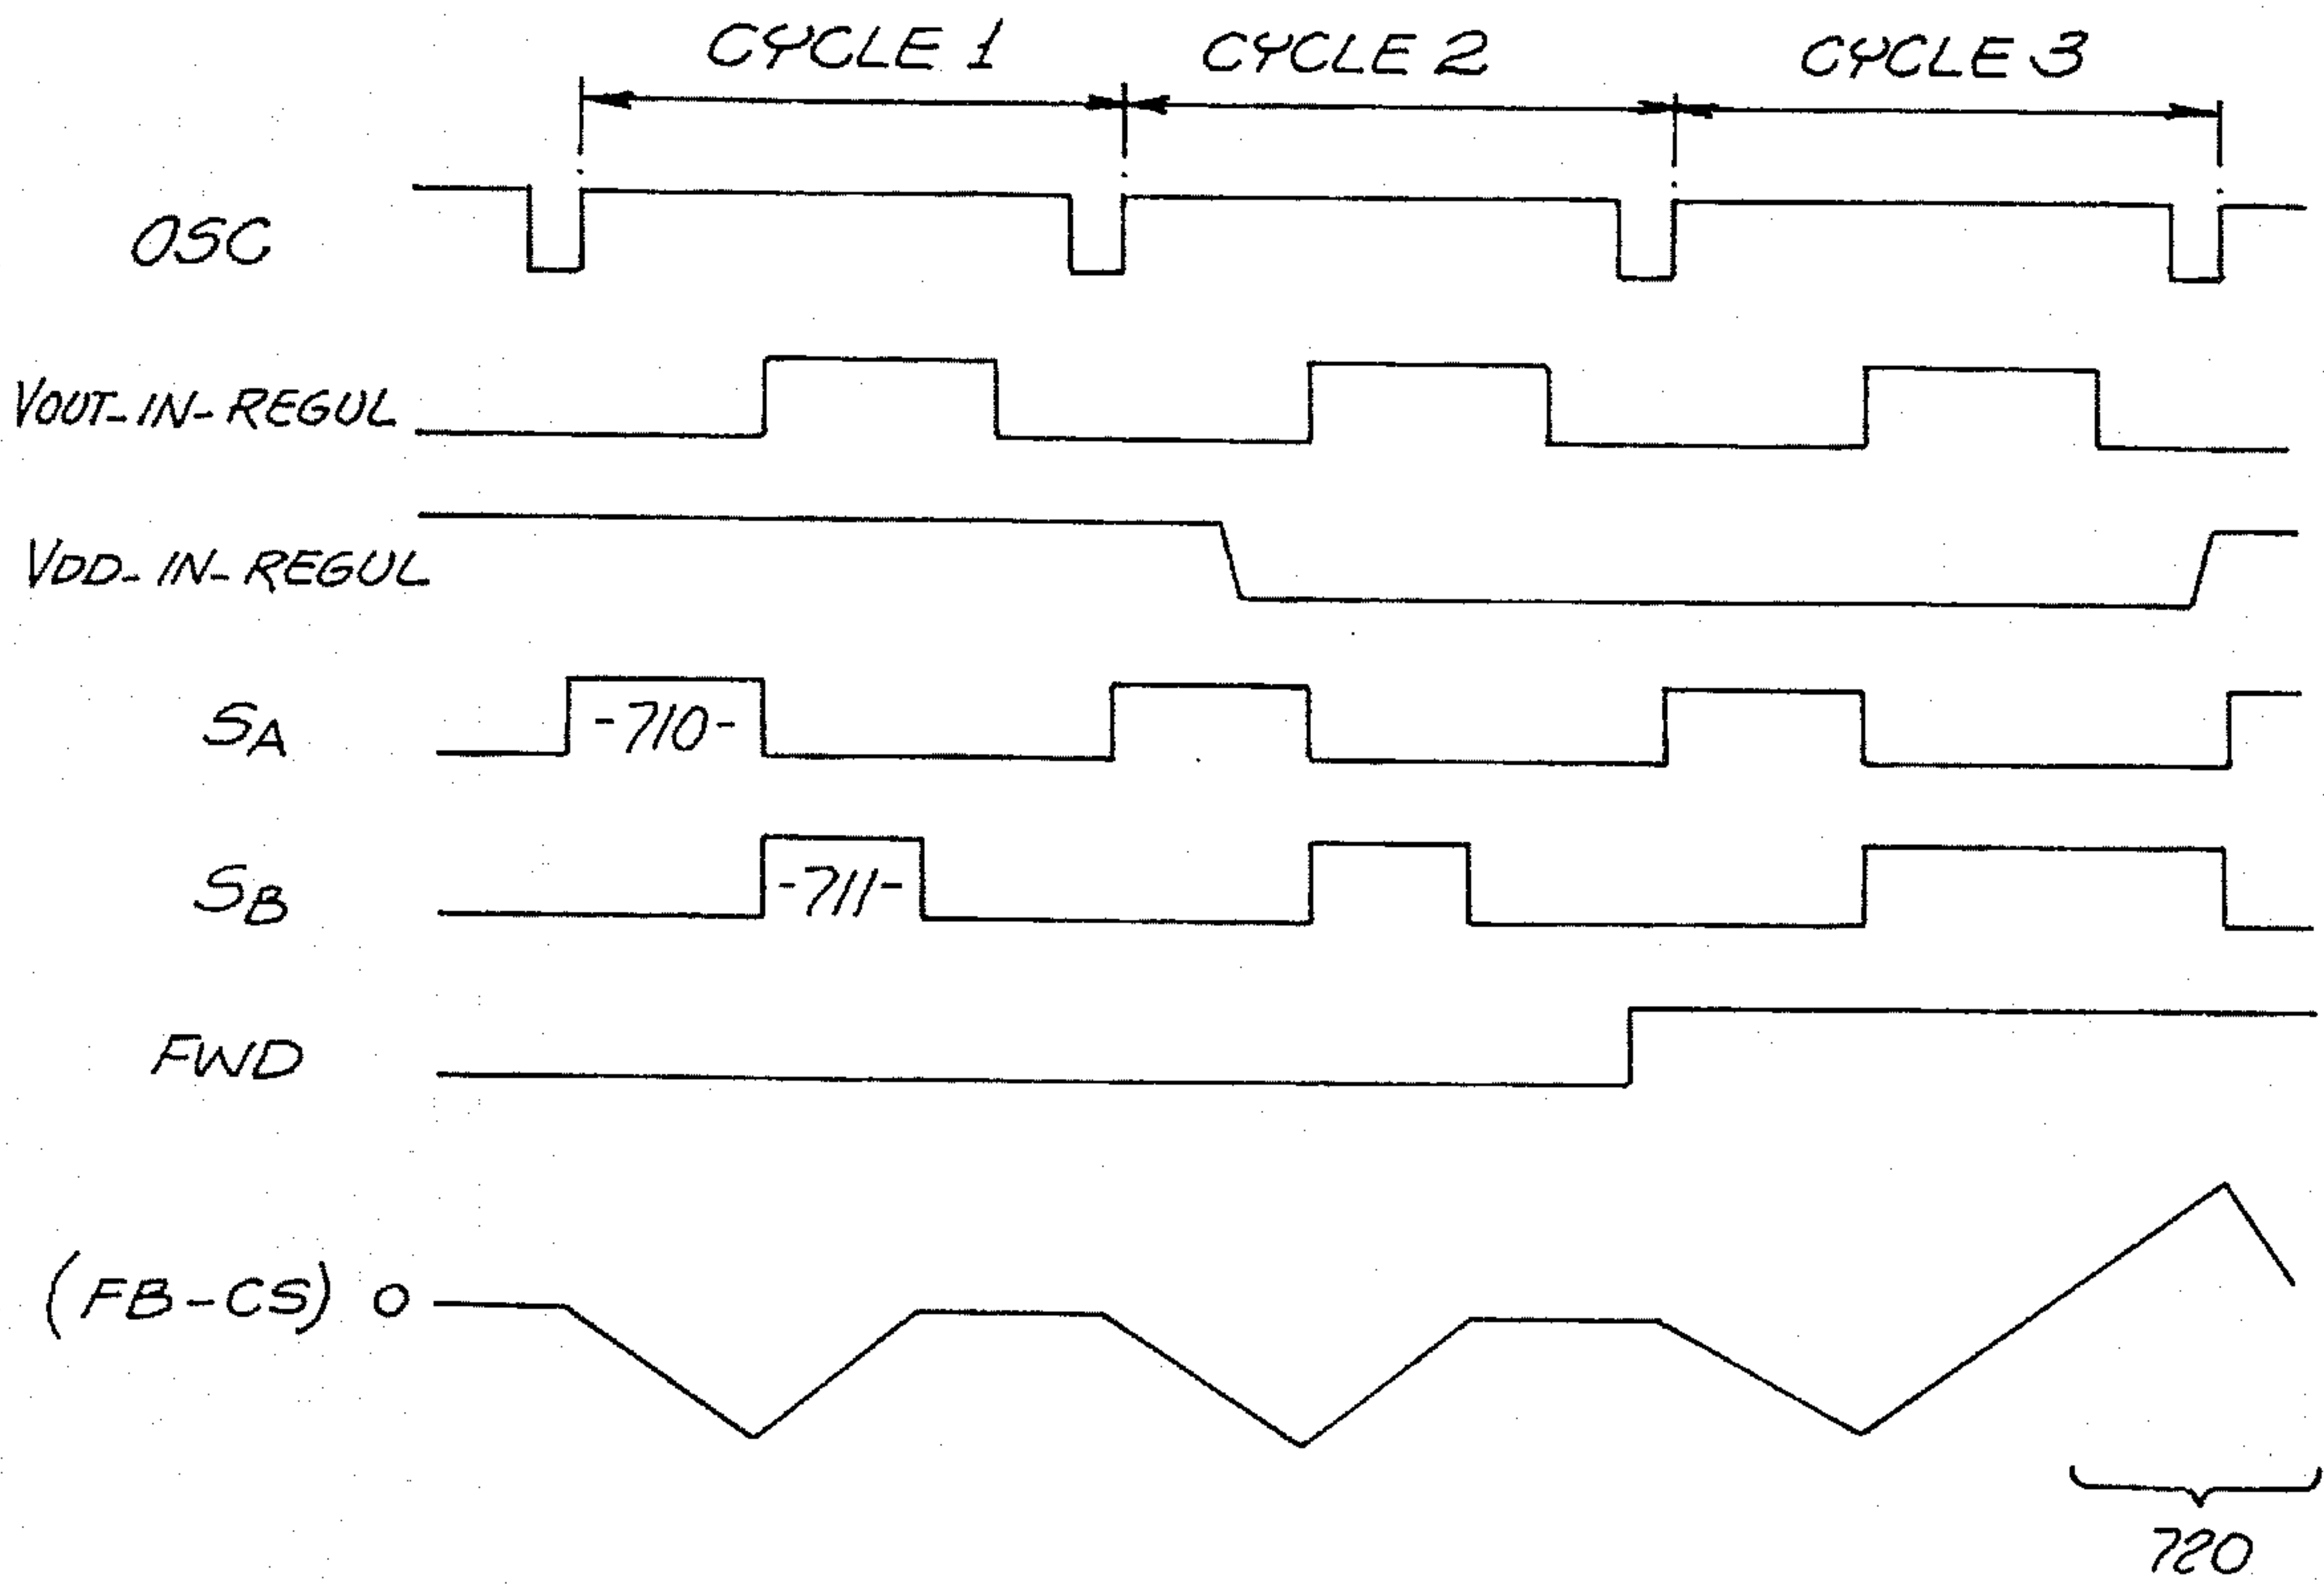 CYCLE 1 CYCLE 2 CYCLE 3
OSC
VOUT-IN-REGUL
VDD-IN-REGUL
SA
-710-
SB
-711-
FWD
(FB-CS) 0
720